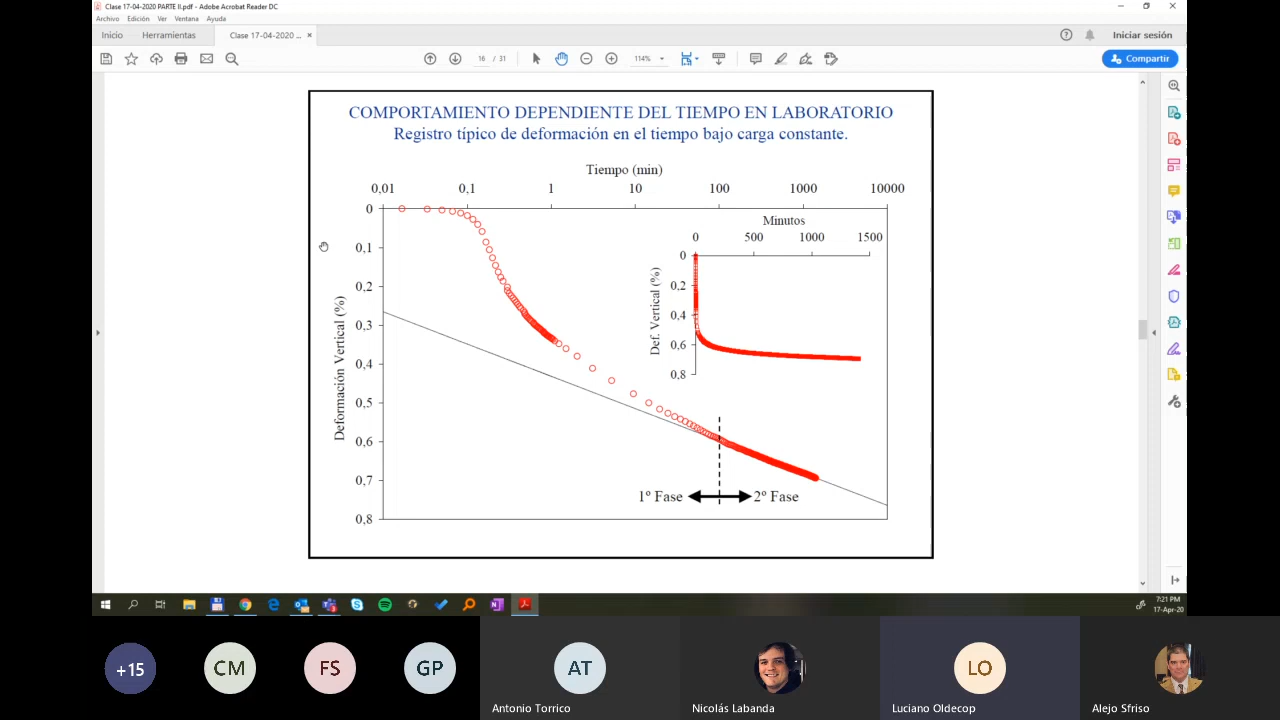 Clase 17-04-2020 PARTE II.pdf - Adobe Acrobat Reader DC
Archivo Edición Ver Ventana Ayuda
Inicio Herramientas Clase 17-04-2020 ... × Iniciar sesión
16 / 31 114% Compartir
COMPORTAMIENTO DEPENDIENTE DEL TIEMPO EN LABORATORIO
Registro típico de deformación en el tiempo bajo carga constante.
Tiempo (min)
0,01 0,1 1 10 100 1000 10000
0
0,1
0,2
0,3
0,4
0,5
0,6
0,7
0,8
Deformación Vertical (%)
Minutos
0 500 1000 1500
0
0,2
0,4
0,6
0,8
Def. Vertical (%)
1º Fase 2º Fase
7:21 PM
17-Apr-20
+15 CM FS GP AT LO
Antonio Torrico Nicolás Labanda Luciano Oldecop Alejo Sfriso